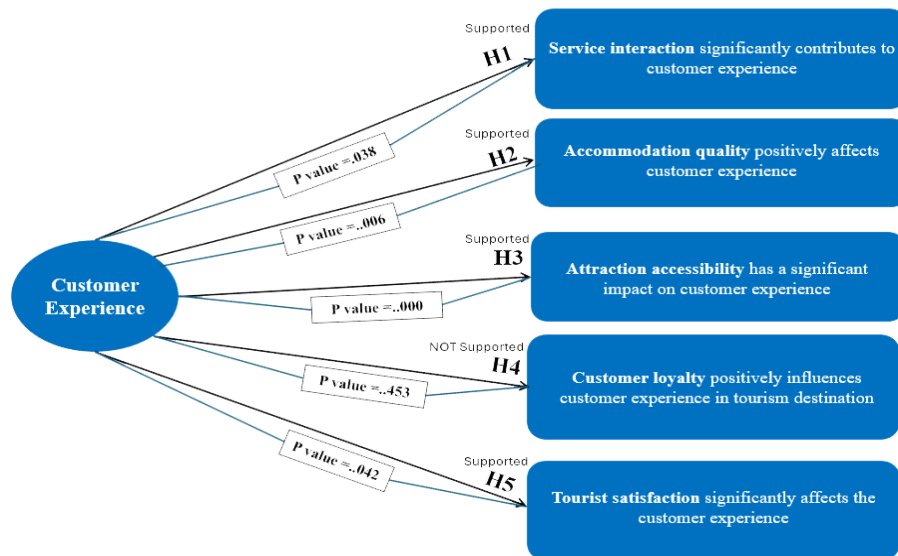 Supported
H1
Service interaction significantly contributes to
customer experience
P value =.038
Supported
H2
Accommodation quality positively affects
customer experience
P value =..006
Customer
Experience
Supported
H3
Attraction accessibility has a significant
impact on customer experience
P value =..000
NOT Supported
H4
Customer loyalty positively influences
customer experience in tourism destination
P value =..453
Supported
H5
Tourist satisfaction significantly affects the
customer experience
P value =..042